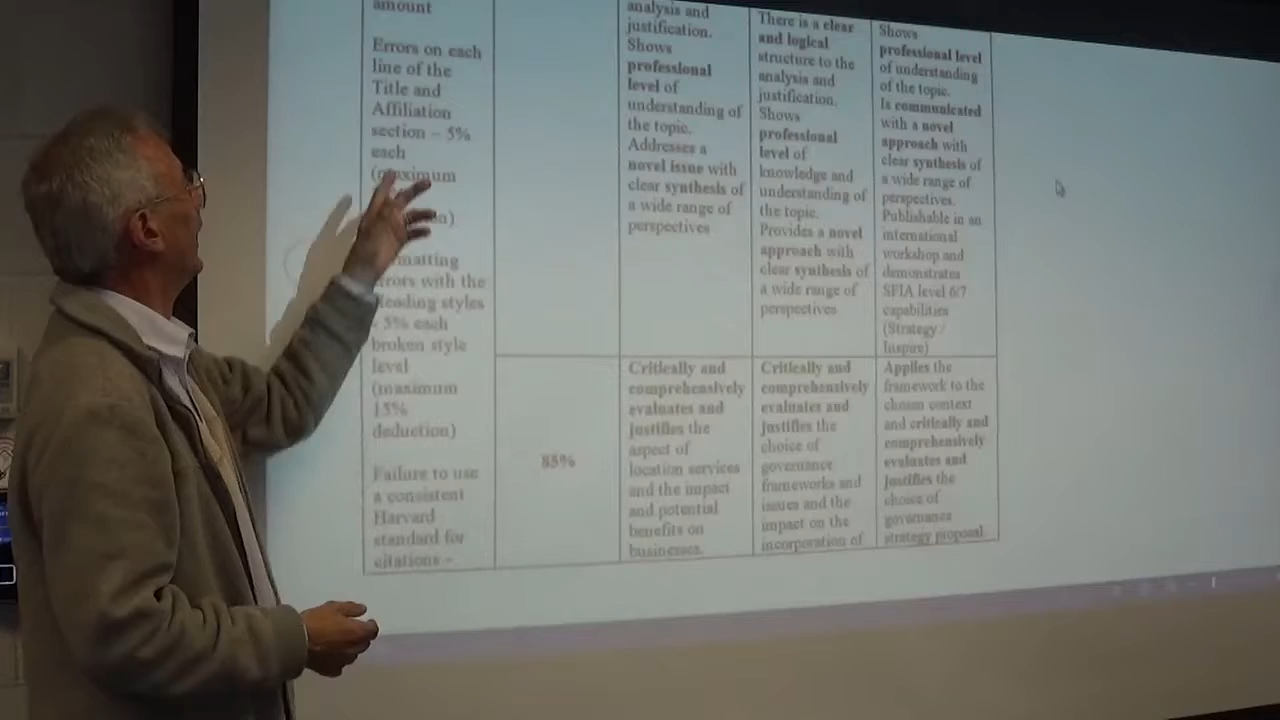 amount
Errors on each
line of the
Title and
Affiliation
section – 5%
each
(maximum
errors with the
Heading styles
- 5% each
broken style
level
(maximum
15%
deduction)
Failure to use
a consistent
Harvard
standard for
citations –
85%
analysis and
justification.
Shows
professional
level of
understanding of
the topic.
Addresses a
novel issue with
clear synthesis of
a wide range of
perspectives
Critically and
comprehensively
evaluates and
justifies the
aspect of
location services
and the impact
and potential
benefits on
businesses.
There is a clear
and logical
structure to the
analysis and
justification.
Shows
professional
level of
knowledge and
understanding of
the topic.
Provides a novel
approach with
clear synthesis of
a wide range of
perspectives
Critically and
comprehensively
evaluates and
justifies the
choice of
governance
frameworks and
issues and the
impact on the
incorporation of
Shows
professional level
of understanding
of the topic.
Is communicated
with a novel
approach with
clear synthesis of
a wide range of
perspectives.
Publishable in an
international
workshop and
demonstrates
SFIA level 6/7
capabilities
(Strategy /
Inspire)
Applies the
framework to the
chosen context
and critically and
comprehensively
evaluates and
justifies the
choice of
governance
strategy proposal.